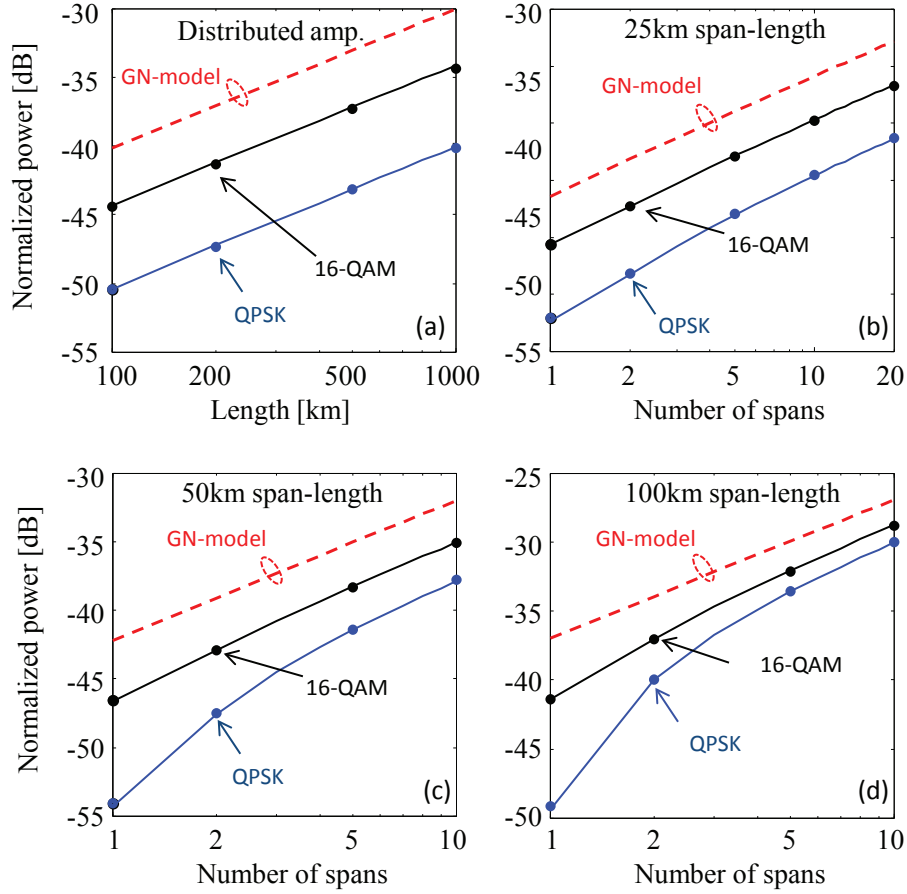 -30
-35
-40
-45
-50
-55
Normalized power [dB]
Distributed amp.
GN-model
16-QAM
QPSK
(a)
100
200
500
1000
Length [km]
-30
-35
-40
-45
-50
-55
25km span-length
GN-model
16-QAM
QPSK
(b)
1
2
5
10
20
Number of spans
-30
-35
-40
-45
-50
-55
Normalized power [dB]
50km span-length
GN-model
16-QAM
QPSK
(c)
1
2
5
10
Number of spans
-25
-30
-35
-40
-45
-50
100km span-length
GN-model
16-QAM
QPSK
(d)
1
2
5
10
Number of spans